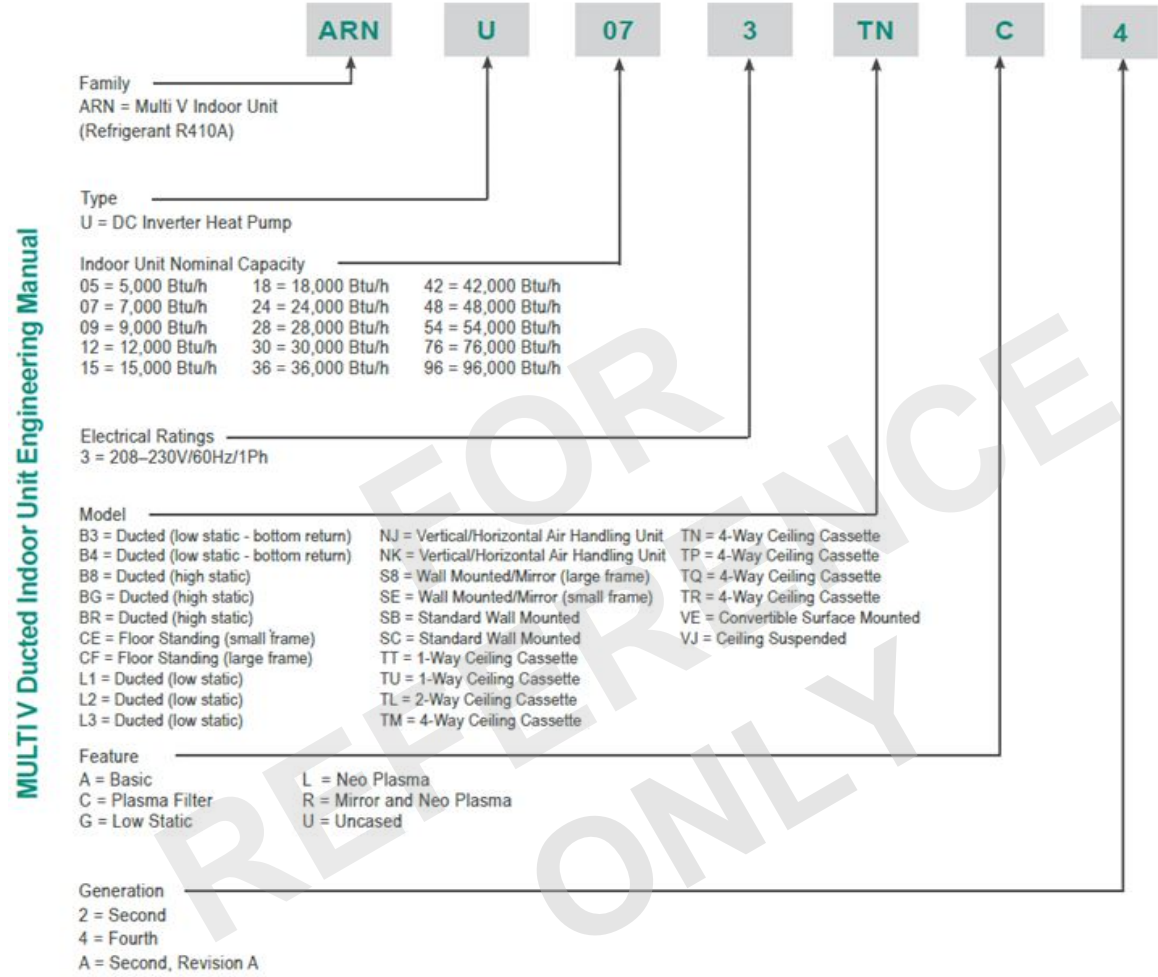 ARN U 07 3 TN C 4
Family
ARN = Multi V Indoor Unit
(Refrigerant R410A)
Type
U = DC Inverter Heat Pump
Indoor Unit Nominal Capacity
05 = 5,000 Btu/h 18 = 18,000 Btu/h 42 = 42,000 Btu/h
07 = 7,000 Btu/h 24 = 24,000 Btu/h 48 = 48,000 Btu/h
09 = 9,000 Btu/h 28 = 28,000 Btu/h 54 = 54,000 Btu/h
12 = 12,000 Btu/h 30 = 30,000 Btu/h 76 = 76,000 Btu/h
15 = 15,000 Btu/h 36 = 36,000 Btu/h 96 = 96,000 Btu/h
Electrical Ratings
3 = 208–230V/60Hz/1Ph
Model
B3 = Ducted (low static - bottom return) NJ = Vertical/Horizontal Air Handling Unit TN = 4-Way Ceiling Cassette
B4 = Ducted (low static - bottom return) NK = Vertical/Horizontal Air Handling Unit TP = 4-Way Ceiling Cassette
B8 = Ducted (high static) S8 = Wall Mounted/Mirror (large frame) TQ = 4-Way Ceiling Cassette
BG = Ducted (high static) SE = Wall Mounted/Mirror (small frame) TR = 4-Way Ceiling Cassette
BR = Ducted (high static) SB = Standard Wall Mounted VE = Convertible Surface Mounted
CE = Floor Standing (small frame) SC = Standard Wall Mounted VJ = Ceiling Suspended
CF = Floor Standing (large frame) TT = 1-Way Ceiling Cassette
L1 = Ducted (low static) TU = 1-Way Ceiling Cassette
L2 = Ducted (low static) TL = 2-Way Ceiling Cassette
L3 = Ducted (low static) TM = 4-Way Ceiling Cassette
Feature
A = Basic L = Neo Plasma
C = Plasma Filter R = Mirror and Neo Plasma
G = Low Static U = Uncased
Generation
2 = Second
4 = Fourth
A = Second, Revision A
MULTI V Ducted Indoor Unit Engineering Manual
FOR
REFERENCE
ONLY